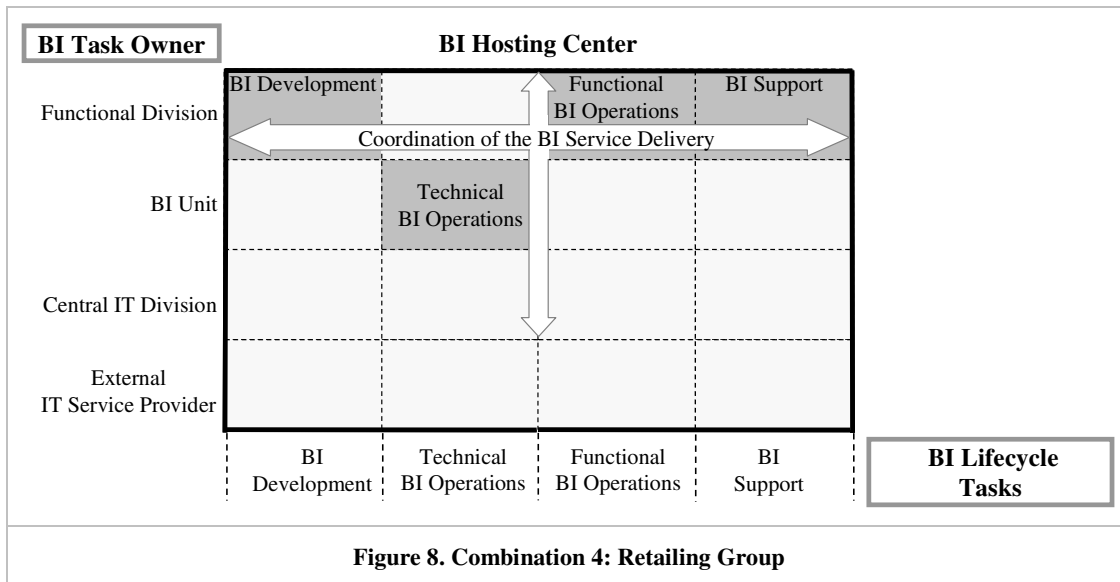 BI Task Owner
BI Hosting Center
Functional Division
BI Development
Functional
BI Operations
BI Support
Coordination of the BI Service Delivery
BI Unit
Technical
BI Operations
Central IT Division
External
IT Service Provider
BI
Development
Technical
BI Operations
Functional
BI Operations
BI
Support
BI Lifecycle
Tasks
Figure 8. Combination 4: Retailing Group